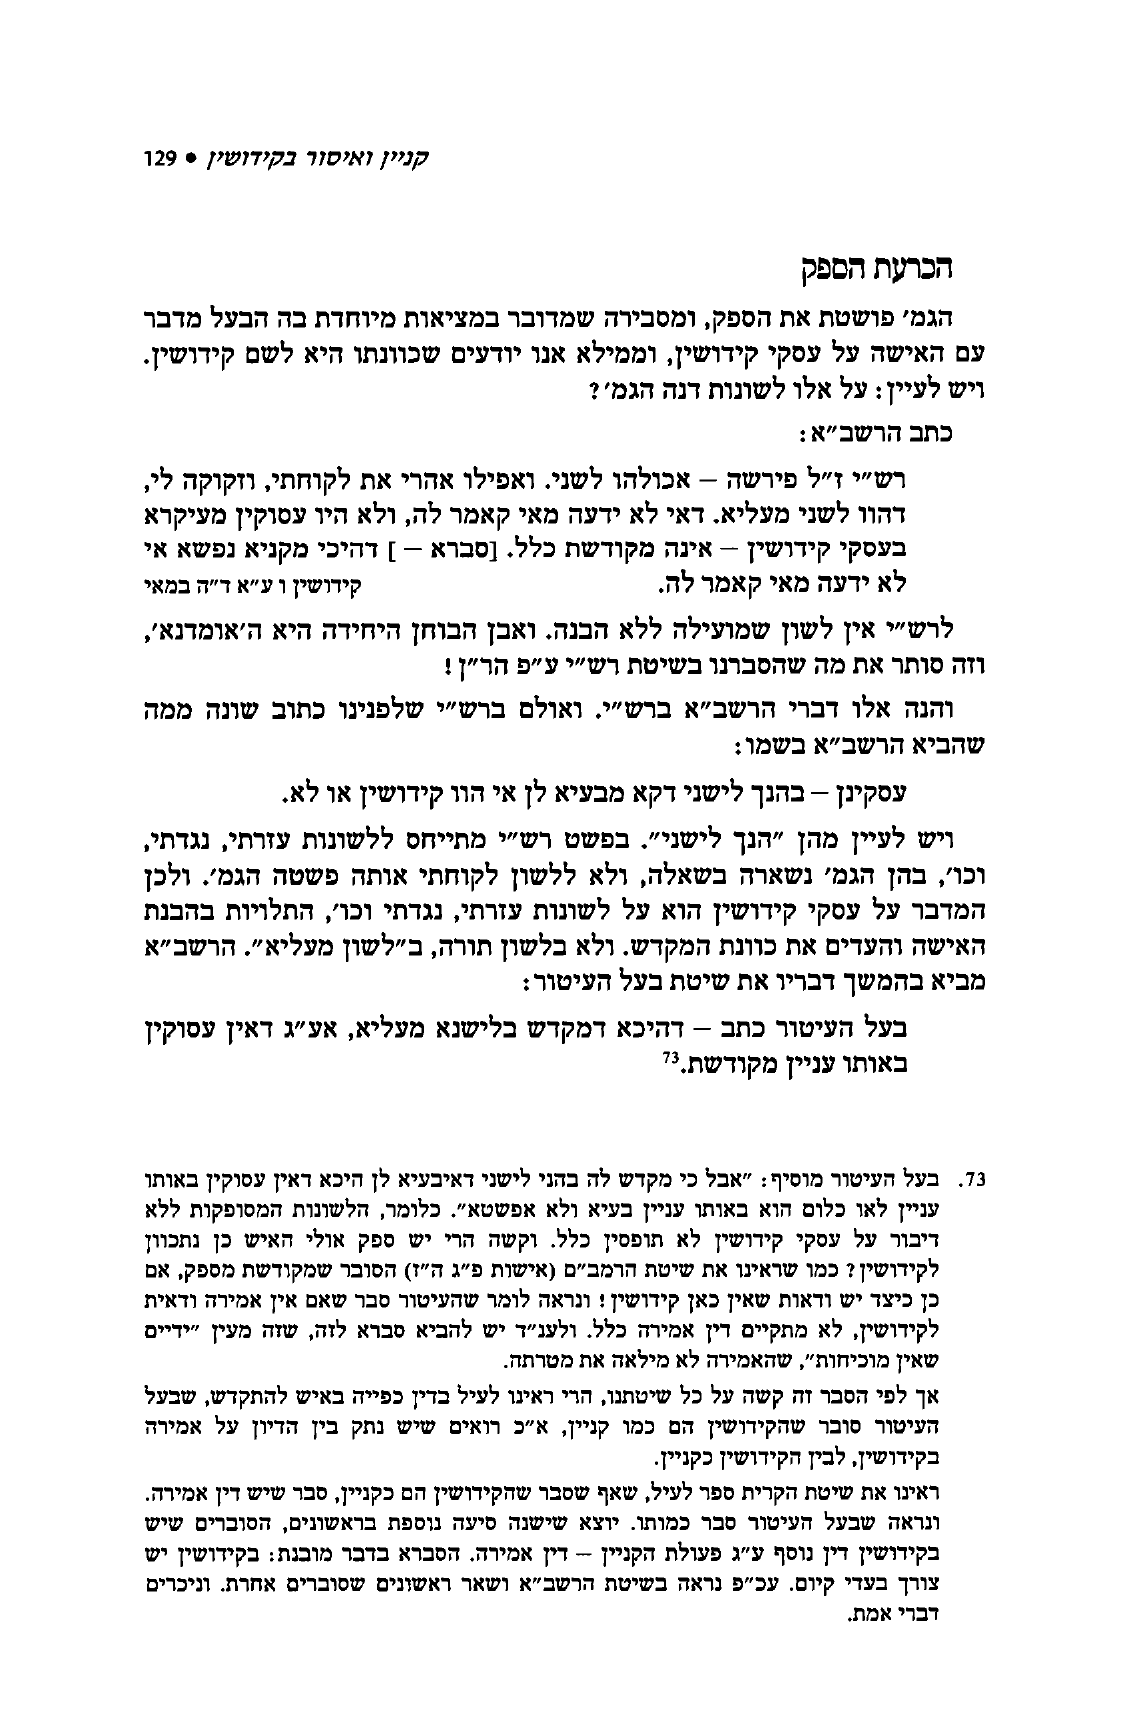 קניין ואיסור בקידושין • 129
הכרעת הספק
הגמ׳ פושטת את הספק, ומסבירה שמדובר במציאות מיוחדת בה הבעל מדבר
עם האישה על עסקי קידושין, וממילא אנו יודעים שכוונתו היא לשם קידושין.
ויש לעיין: על אלו לשונות דנה הגמ׳?
כתב הרשב״א:
רש״י ז״ל פירשה – אכולהו לשני. ואפילו אהרי את לקוחתי, וזקוקה לי,
דהוו לשני מעליא. דאי לא ידעה מאי קאמר לה, ולא היו עסוקין מעיקרא
בעסקי קידושין – אינה מקודשת כלל. [סברא – ] דהיכי מקניא נפשא אי
לא ידעה מאי קאמר לה. קידושין ו ע״א ד״ה במאי
לרש״י אין לשון שמועילה ללא הבנה. ואבן הבוחן היחידה היא ה׳אומדנא׳,
וזה סותר את מה שהסברנו בשיטת רש״י ע״פ הר״ן!
והנה אלו דברי הרשב״א ברש״י. ואולם ברש״י שלפנינו כתוב שונה ממה
שהביא הרשב״א בשמו:
עסקינן – בהנך לישני דקא מבעיא לן אי הוו קידושין או לא.
ויש לעיין מהן ״הנך לישני״. בפשט רש״י מתייחס ללשונות עזרתי, נגדתי,
וכו׳, בהן הגמ׳ נשארה בשאלה, ולא ללשון לקוחתי אותה פשטה הגמ׳. ולכן
המדבר על עסקי קידושין הוא על לשונות עזרתי, נגדתי וכו׳, התלויות בהבנת
האישה והעדים את כוונת המקדש. ולא בלשון תורה, ב״לשון מעליא״. הרשב״א
מביא בהמשך דבריו את שיטת בעל העיטור:
בעל העיטור כתב – דהיכא דמקדש בלישנא מעליא, אע״ג דאין עסוקין
באותו עניין מקודשת.73
73. בעל העיטור מוסיף: ״אבל כי מקדש לה בהני לישני דאיבעיא לן היכא דאין עסוקין באותו
עניין לאו כלום הוא באותו עניין בעיא ולא אפשטא״. כלומר, הלשונות המסופקות ללא
דיבור על עסקי קידושין לא תופסין כלל. וקשה הרי יש ספק אולי האיש כן נתכוון
לקידושין? כמו שראינו את שיטת הרמב״ם (אישות פ״ג ה״ז) הסובר שמקודשת מספק, אם
כן כיצד יש ודאות שאין כאן קידושין! ונראה לומר שהעיטור סבר שאם אין אמירה ודאית
לקידושין, לא מתקיים דין אמירה כלל. ולענ״ד יש להביא סברא לזה, שזה מעין ״ידיים
שאין מוכיחות״, שהאמירה לא מילאה את מטרתה.
אך לפי הסבר זה קשה על כל שיטתנו, הרי ראינו לעיל בדין כפייה באיש להתקדש, שבעל
העיטור סובר שהקידושין הם כמו קניין, א״כ רואים שיש נתק בין הדיון על אמירה
בקידושין, לבין הקידושין כקניין.
ראינו את שיטת הקרית ספר לעיל, שאף שסבר שהקידושין הם כקניין, סבר שיש דין אמירה.
ונראה שבעל העיטור סבר כמותו. יוצא שישנה סיעה נוספת בראשונים, הסוברים שיש
בקידושין דין נוסף ע״ג פעולת הקניין – דין אמירה. הסברא בדבר מובנת: בקידושין יש
צורך בעדי קיום. עכ״פ נראה בשיטת הרשב״א ושאר ראשונים שסוברים אחרת. וניכרים
דברי אמת.